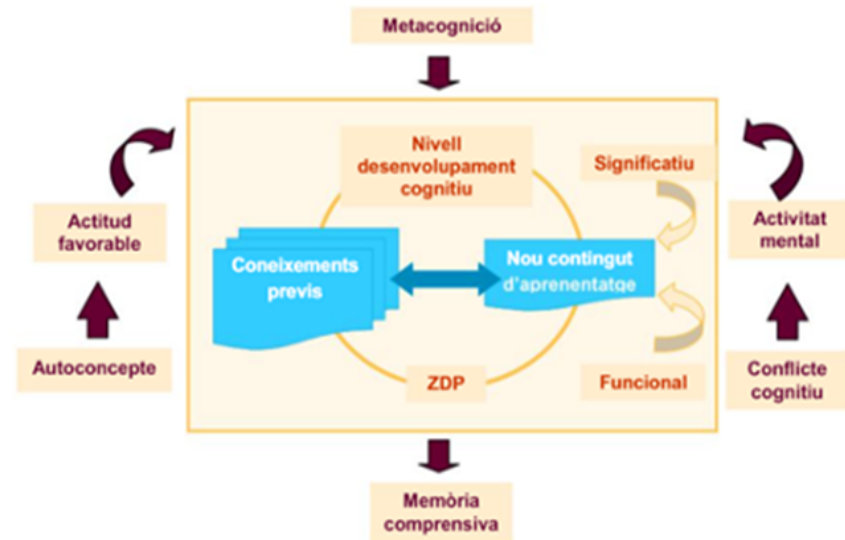 Metacognició
Nivell
desenvolupament
cognitiu
Significatiu
Actitud
favorable
Activitat
mental
Coneixements
previs
Nou contingut
d'aprenentatge
Autoconcepte
ZDP
Funcional
Conflicte
cognitiu
Memòria
comprensiva